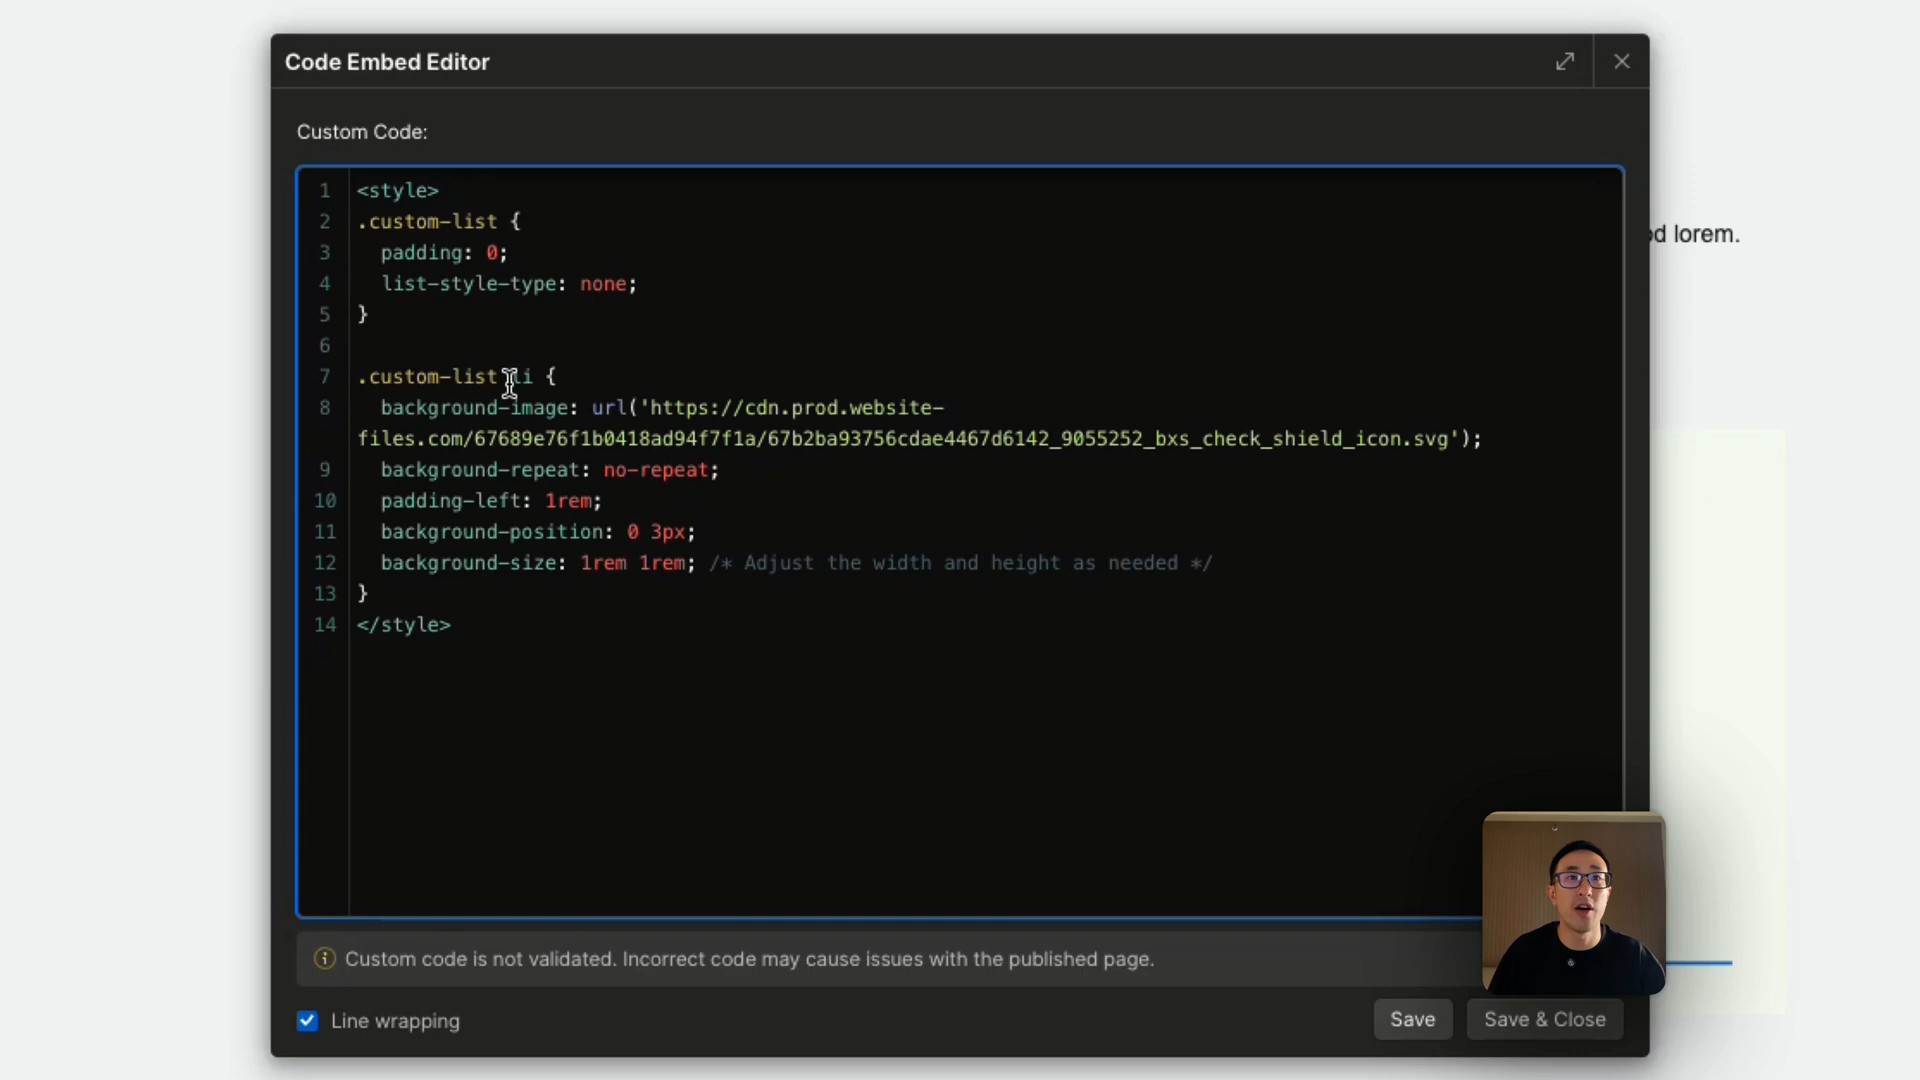 Code Embed Editor
Custom Code:
1 <style>
2 .custom-list {
3 padding: 0;
4 list-style-type: none;
5 }
6
7 .custom-list li {
8 background-image: url('https://cdn.prod.website-
files.com/67689e76f1b0418ad94f7f1a/67b2ba93756cdae4467d6142_9055252_bxs_check_shield_icon.svg');
9 background-repeat: no-repeat;
10 padding-left: 1rem;
11 background-position: 0 3px;
12 background-size: 1rem 1rem; /* Adjust the width and height as needed */
13 }
14 </style>
lorem.
Custom code is not validated. Incorrect code may cause issues with the published page.
Line wrapping
Save
Save & Close